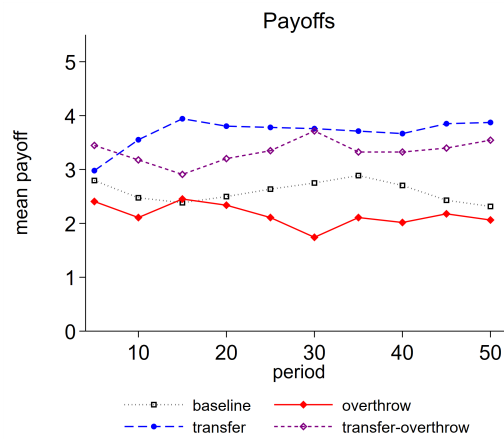 Payoffs
5
4
3
2
1
0
mean payoff
10 20 30 40 50
period
baseline overthrow
transfer transfer-overthrow